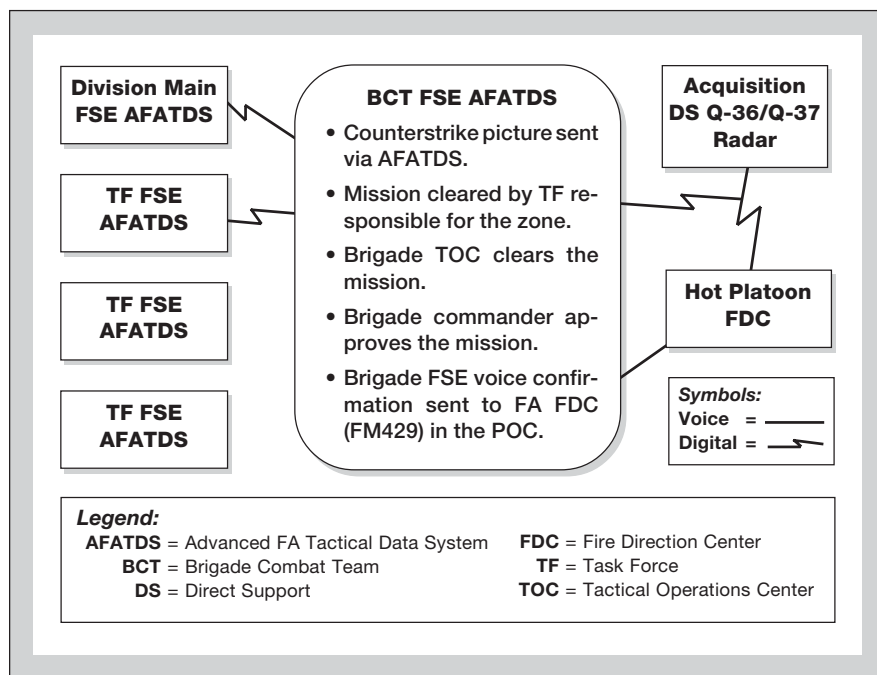 Division Main
FSE AFATDS
TF FSE
AFATDS
TF FSE
AFATDS
TF FSE
AFATDS
BCT FSE AFATDS
• Counterstrike picture sent
via AFATDS.
• Mission cleared by TF re-
sponsible for the zone.
• Brigade TOC clears the
mission.
• Brigade commander ap-
proves the mission.
• Brigade FSE voice confir-
mation sent to FA FDC
(FM429) in the POC.
Acquisition
DS Q-36/Q-37
Radar
Hot Platoon
FDC
Symbols:
Voice =
Digital =
Legend:
AFATDS = Advanced FA Tactical Data System
BCT = Brigade Combat Team
DS = Direct Support
FDC = Fire Direction Center
TF = Task Force
TOC = Tactical Operations Center